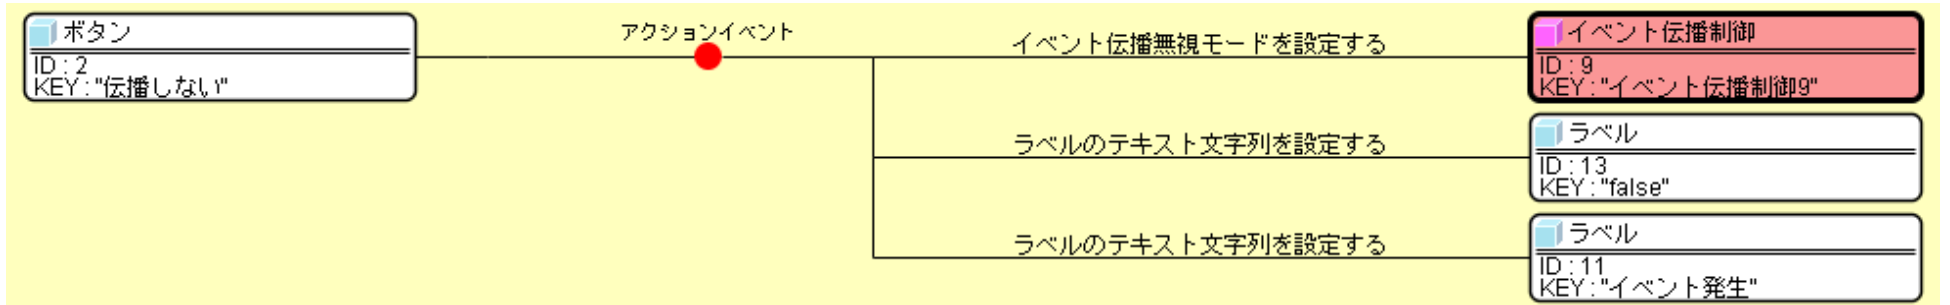 ボタン
ID : 2
KEY : "伝播しない"
アクションイベント
イベント伝播無視モードを設定する
イベント伝播制御
ID : 9
KEY : "イベント伝播制御9"
ラベルのテキスト文字列を設定する
ラベル
ID : 13
KEY : "false"
ラベルのテキスト文字列を設定する
ラベル
ID : 11
KEY : "イベント発生"